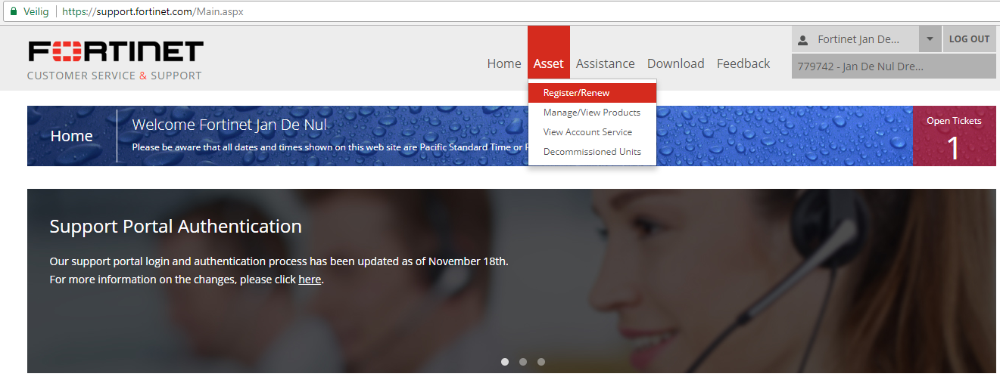 Veilig https://support.fortinet.com/Main.aspx
FORTINET
CUSTOMER SERVICE & SUPPORT
Home Asset Assistance Download Feedback
Fortinet Jan De... LOG OUT
779742 - Jan De Nul Dre...
Register/Renew
Manage/View Products
View Account Service
Decommissioned Units
Home
Welcome Fortinet Jan De Nul
Please be aware that all dates and times shown on this web site are Pacific Standard Time or
Open Tickets
1
Support Portal Authentication
Our support portal login and authentication process has been updated as of November 18th.
For more information on the changes, please click here.